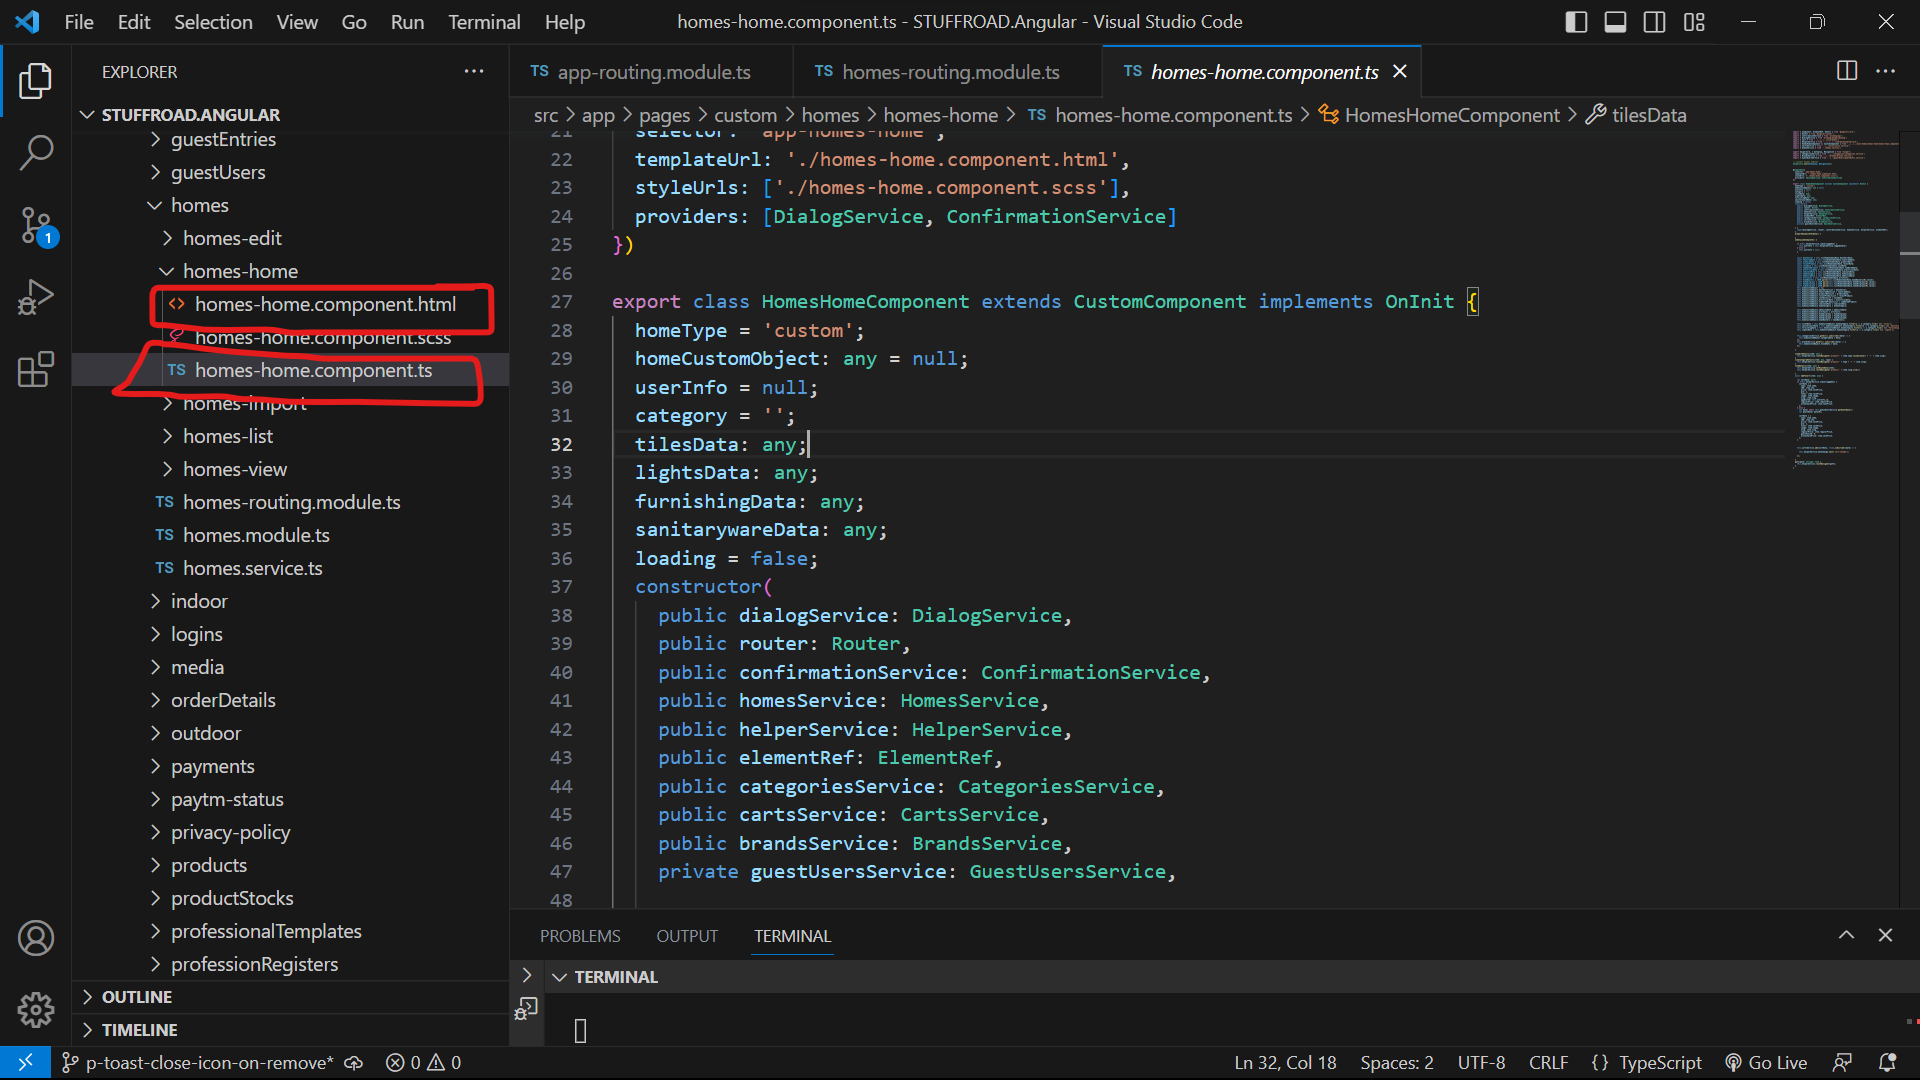 File Edit Selection View Go Run Terminal Help
homes-home.component.ts - STUFFROAD.Angular - Visual Studio Code
EXPLORER
STUFFROAD.ANGULAR
guestEntries
guestUsers
homes
homes-edit
homes-home
homes-home.component.html
homes-home.component.scss
TS homes-home.component.ts
homes-import
homes-list
homes-view
TS homes-routing.module.ts
TS homes.module.ts
TS homes.service.ts
indoor
logins
media
orderDetails
outdoor
payments
paytm-status
privacy-policy
products
productStocks
professionalTemplates
professionRegisters
OUTLINE
TIMELINE
1
TS app-routing.module.ts
TS homes-routing.module.ts
TS homes-home.component.ts
src > app > pages > custom > homes > homes-home > TS homes-home.component.ts > HomesHomeComponent > tilesData
21 selector: 'app-homes-home',
22 templateUrl: './homes-home.component.html',
23 styleUrls: ['./homes-home.component.scss'],
24 providers: [DialogService, ConfirmationService]
25 })
26
27 export class HomesHomeComponent extends CustomComponent implements OnInit {
28 homeType = 'custom';
29 homeCustomObject: any = null;
30 userInfo = null;
31 category = '';
32 tilesData: any;
33 lightsData: any;
34 furnishingData: any;
35 sanitarywareData: any;
36 loading = false;
37 constructor(
38 public dialogService: DialogService,
39 public router: Router,
40 public confirmationService: ConfirmationService,
41 public homesService: HomesService,
42 public helperService: HelperService,
43 public elementRef: ElementRef,
44 public categoriesService: CategoriesService,
45 public cartsService: CartsService,
46 public brandsService: BrandsService,
47 private guestUsersService: GuestUsersService,
48
PROBLEMS OUTPUT TERMINAL
TERMINAL
p-toast-close-icon-on-remove* 0 0
Ln 32, Col 18 Spaces: 2 UTF-8 CRLF {} TypeScript Go Live